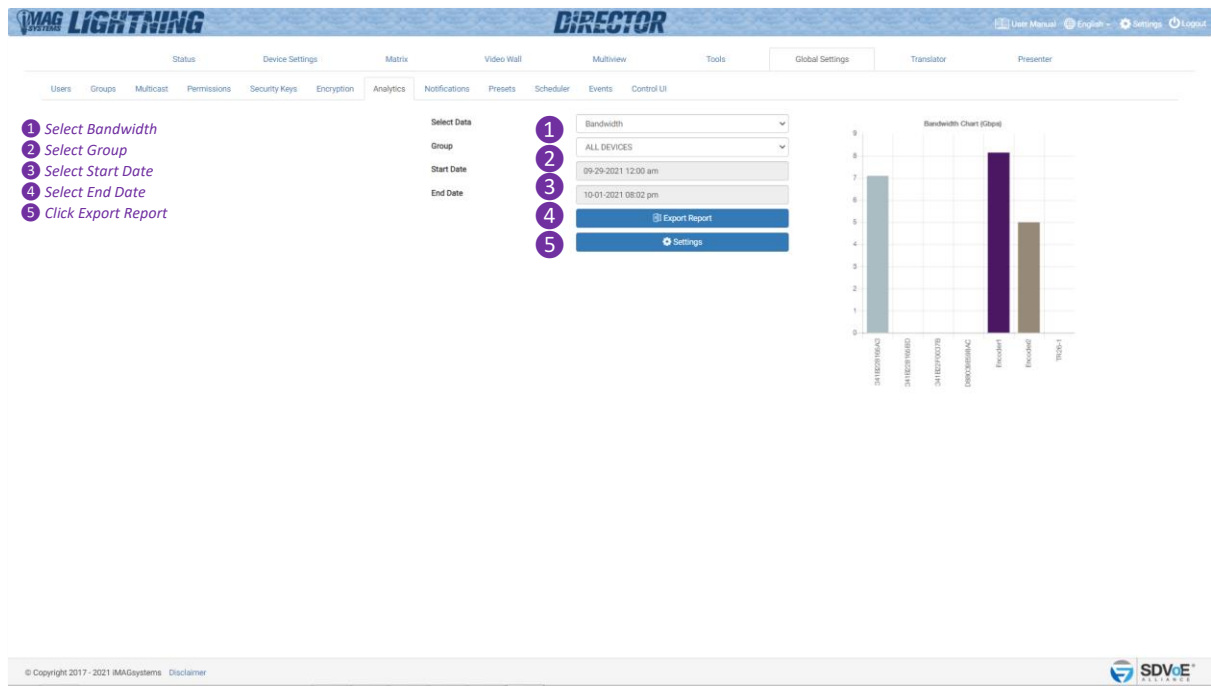 iMAG SYSTEMS LIGHTNING
DiRECTOR
User Manual English Settings Logout
Status Device Settings Matrix Video Wall Multiview Tools Global Settings Translator Presenter
Users Groups Multicast Permissions Security Keys Encryption Analytics Notifications Presets Scheduler Events Control UI
1 Select Bandwidth
2 Select Group
3 Select Start Date
4 Select End Date
5 Click Export Report
Select Data 1 Bandwidth
Group 2 ALL DEVICES
Start Date 3 09-29-2021 12:00 am
End Date 10-01-2021 08:02 pm
4 Export Report
5 Settings
Bandwidth Chart (Gbps)
9
8
7
6
5
4
3
2
1
0
Encoder1
Encoder2
TR26-1
© Copyright 2017 - 2021 iMAGsystems Disclaimer
SDVoE
ALLIANCE